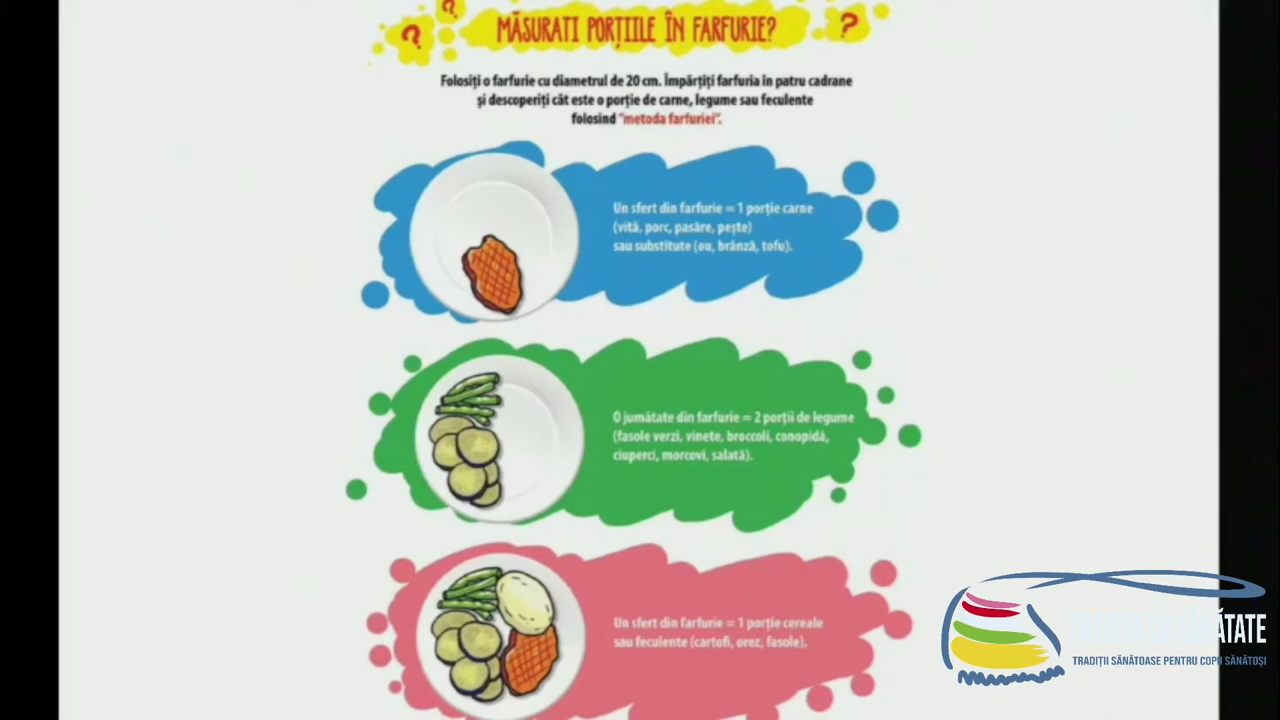 ?
?
?
MĂSURATI PORȚIILE ÎN FARFURIE?
Folosiți o farfurie cu diametrul de 20 cm. Împărțiți farfuria în patru cadrane
și descoperiți cât este o porție de carne, legume sau feculente
folosind "metoda farfuriei".
Un sfert din farfurie = 1 porție carne
(vită, porc, pasăre, pește)
sau substitute (ou, brânză, tofu).
O jumătate din farfurie = 2 porții de legume
(fasole verzi, vinete, broccoli, conopidă,
ciuperci, morcovi, salată).
Un sfert din farfurie = 1 porție cereale
sau feculente (cartofi, orez, fasole).
TRADIȚII SĂNĂTOASE PENTRU COPII SĂNĂTOȘI